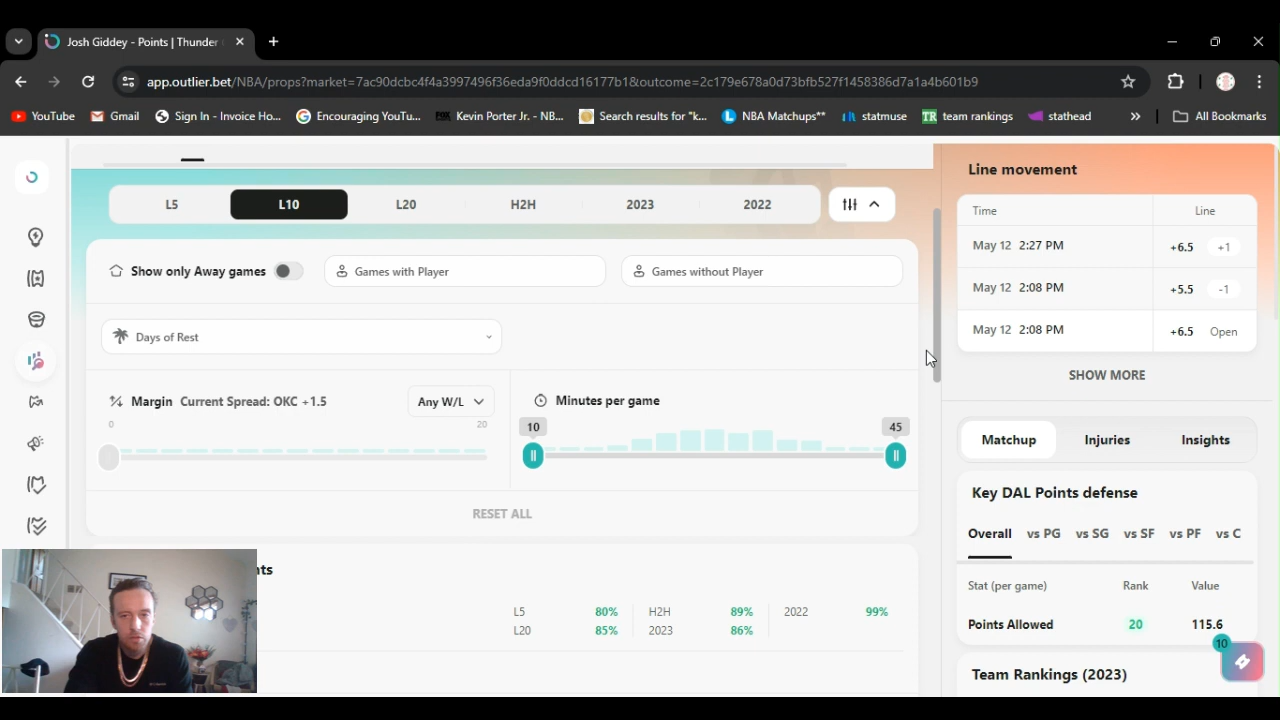 Josh Giddey - Points | Thunder
app.outlier.bet/NBA/props?market=7ac90dcbc4f4a3997496f36eda9f0ddcd16177b1&outcome=2c179e678a0d73bfb527f1458386d7a1a4b601b9
YouTube Gmail Sign In - Invoice Ho... Encouraging YouTu... Kevin Porter Jr. - NB... Search results for "k... NBA Matchups** statmuse TR team rankings stathead » All Bookmarks
L5 L10 L20 H2H 2023 2022
Show only Away games Games with Player Games without Player
Days of Rest
Margin Current Spread: OKC +1.5 Any W/L Minutes per game
0 20 10 45
RESET ALL
nts
L5 80% H2H 89% 2022 99%
L20 85% 2023 86%
Line movement
Time Line
May 12 2:27 PM +6.5 +1
May 12 2:08 PM +5.5 -1
May 12 2:08 PM +6.5 Open
SHOW MORE
Matchup Injuries Insights
Key DAL Points defense
Overall vs PG vs SG vs SF vs PF vs C
Stat (per game) Rank Value
Points Allowed 20 115.6
10
Team Rankings (2023)